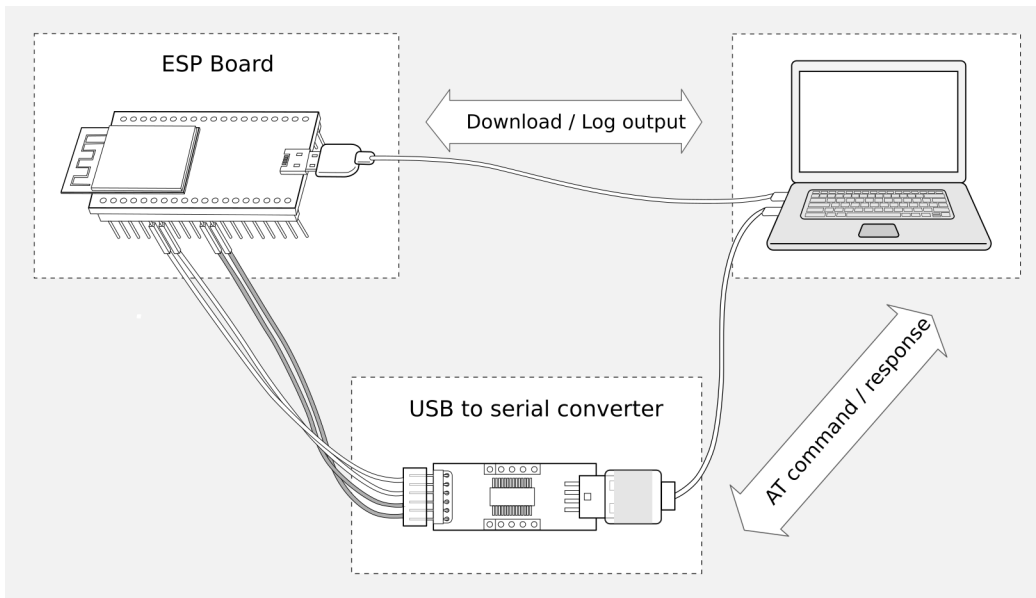 ESP Board
Download / Log output
USB to serial converter
AT command / response